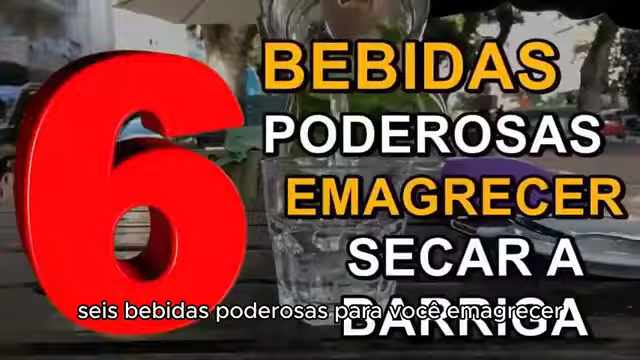 6
BEBIDAS
PODEROSAS
EMAGRECER
SECAR A
BARRIGA
seis bebidas poderosas para você emagrecer